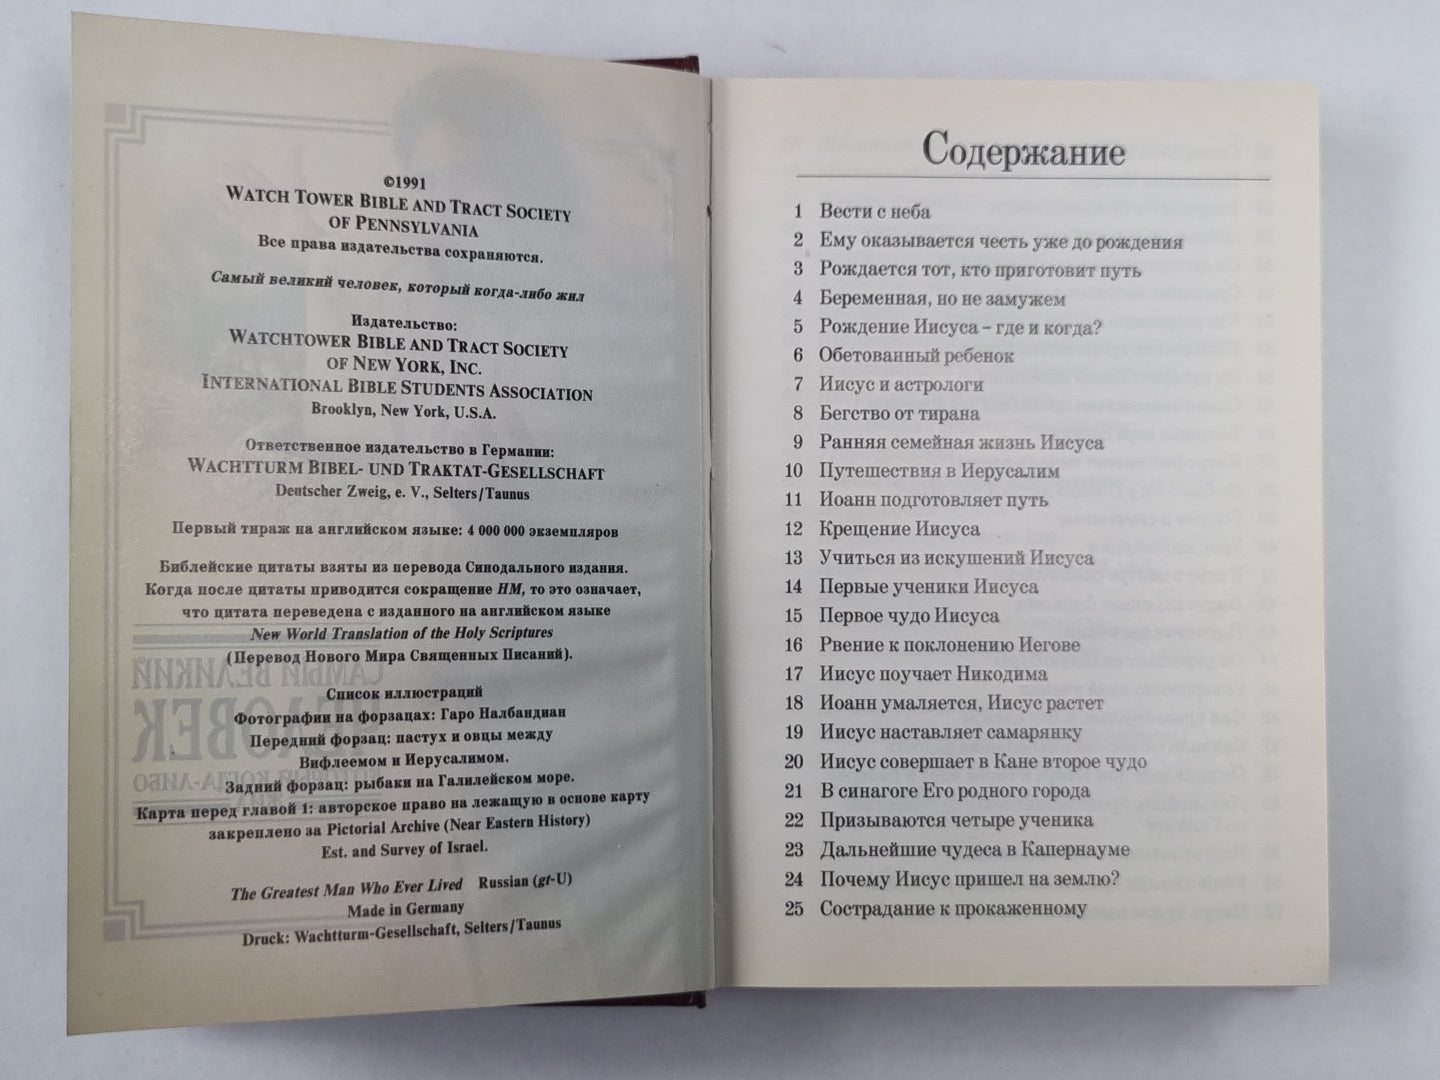 ©1991
WATCH TOWER BIBLE AND TRACT SOCIETY
OF PENNSYLVANIA
Все права издательства сохраняются.
Самый великий человек, который когда-либо жил
Издательство:
WATCHTOWER BIBLE AND TRACT SOCIETY
OF NEW YORK, INC.
INTERNATIONAL BIBLE STUDENTS ASSOCIATION
Brooklyn, New York, U.S.A.
Ответственное издательство в Германии:
WACHTTURM BIBEL- UND TRAKTAT-GESELLSCHAFT
Deutscher Zweig, e. V., Selters/Taunus
Первый тираж на английском языке: 4 000 000 экземпляров
Библейские цитаты взяты из перевода Синодального издания.
Когда после цитаты приводится сокращение НМ, то это означает,
что цитата переведена с изданного на английском языке
New World Translation of the Holy Scriptures
(Перевод Нового Мира Священных Писаний).
Список иллюстраций
Фотографии на форзацах: Гаро Налбандиан
Передний форзац: пастух и овцы между
Вифлеемом и Иерусалимом.
Задний форзац: рыбаки на Галилейском море.
Карта перед главой 1: авторское право на лежащую в основе карту
закреплено за Pictorial Archive (Near Eastern History)
Est. and Survey of Israel.
The Greatest Man Who Ever Lived Russian (gt-U)
Made in Germany
Druck: Wachtturm-Gesellschaft, Selters/Taunus
Содержание
1 Вести с неба
2 Ему оказывается честь уже до рождения
3 Рождается тот, кто приготовит путь
4 Беременная, но не замужем
5 Рождение Иисуса – где и когда?
6 Обетованный ребенок
7 Иисус и астрологи
8 Бегство от тирана
9 Ранняя семейная жизнь Иисуса
10 Путешествия в Иерусалим
11 Иоанн подготовляет путь
12 Крещение Иисуса
13 Учиться из искушений Иисуса
14 Первые ученики Иисуса
15 Первое чудо Иисуса
16 Рвение к поклонению Иегове
17 Иисус поучает Никодима
18 Иоанн умаляется, Иисус растет
19 Иисус наставляет самарянку
20 Иисус совершает в Кане второе чудо
21 В синагоге Его родного города
22 Призываются четыре ученика
23 Дальнейшие чудеса в Капернауме
24 Почему Иисус пришел на землю?
25 Сострадание к прокаженному